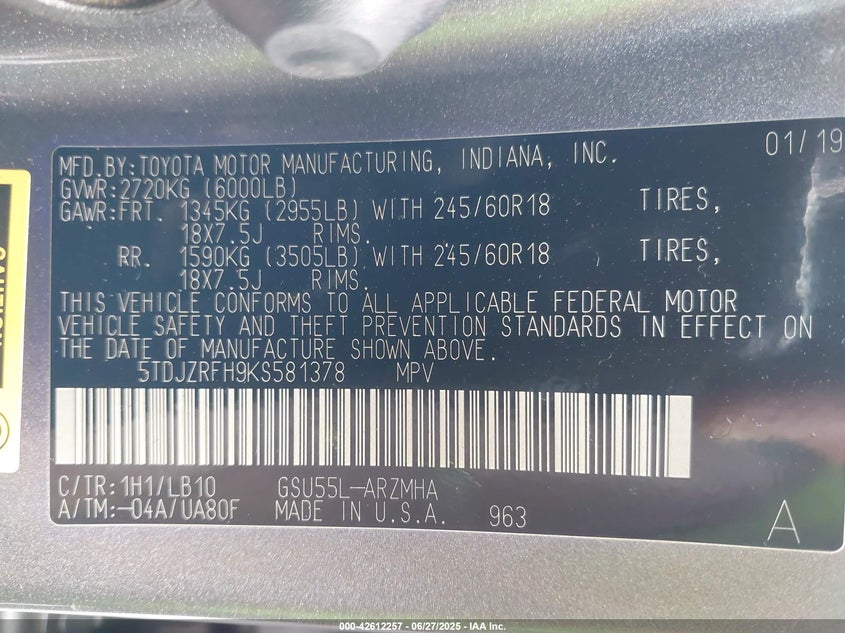 MFD.BY:TOYOTA MOTOR MANUFACTURING, INDIANA, INC. 01/19
GVWR:2720KG (6000LB)
GAWR:FRT. 1345KG (2955LB) WITH 245/60R18 TIRES,
18X7.5J RIMS.
RR. 1590KG (3505LB) WITH 245/60R18 TIRES,
18X7.5J RIMS.
THIS VEHICLE CONFORMS TO ALL APPLICABLE FEDERAL MOTOR
VEHICLE SAFETY AND THEFT PREVENTION STANDARDS IN EFFECT ON
THE DATE OF MANUFACTURE SHOWN ABOVE.
5TDJZRFH9KS581378 MPV
C/TR:1H1/LB10 GSU55L-ARZMHA
A/TM:-04A/UA80F MADE IN U.S.A. 963 A
000-42612257 - 06/27/2025 - IAA Inc.